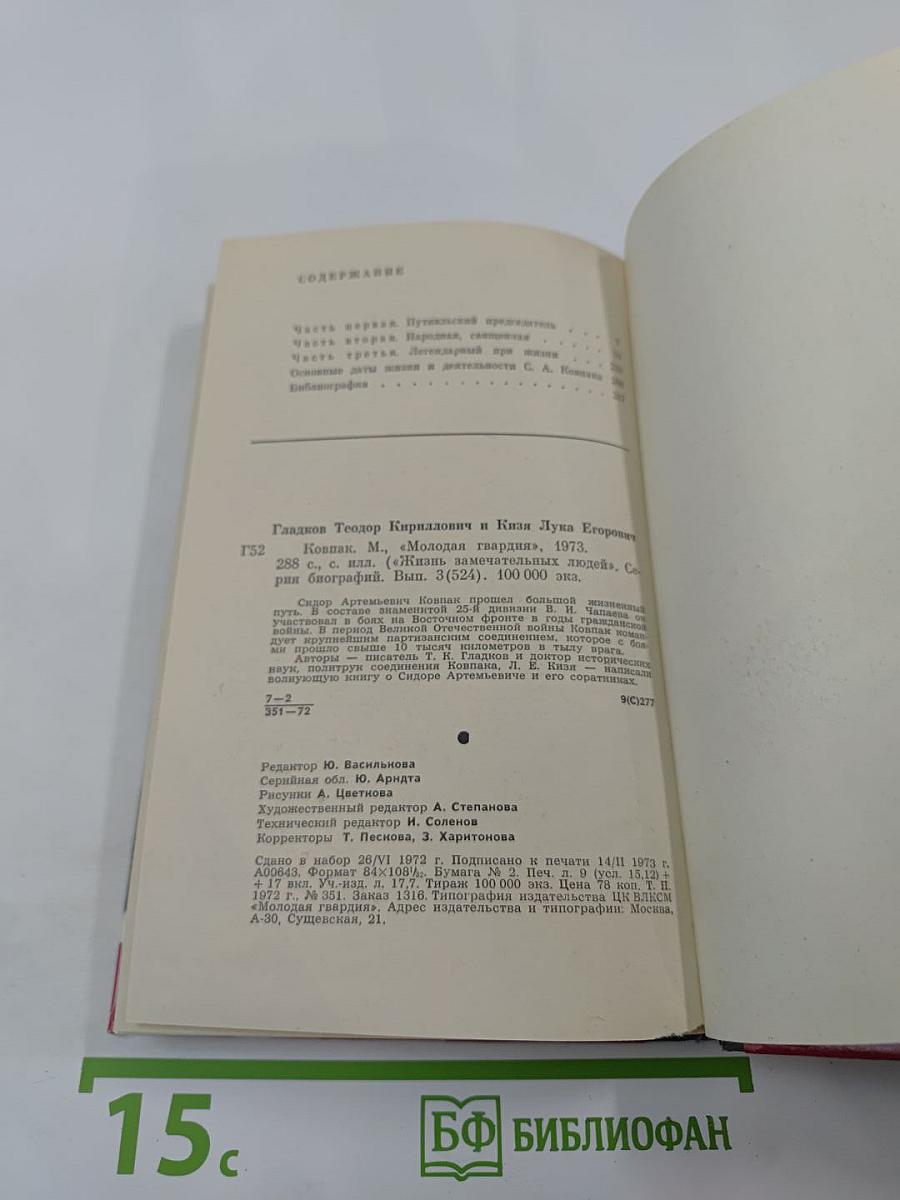 СОДЕРЖАНИЕ
Часть первая. Путивльский председатель . . .
Часть вторая. Народная, священная . . . . .
Часть третья. Легендарный при жизни . . .
Основные даты жизни и деятельности С. А. Ковпака
Библиография . . . . . . . . . . . . . .
Гладков Теодор Кириллович и Кизя Лука Егорович
Г52 Ковпак. М., «Молодая гвардия», 1973.
288 с., с. илл. («Жизнь замечательных людей». Се-
рия биографий. Вып. 3(524). 100 000 экз.
Сидор Артемьевич Ковпак прошел большой жизненный
путь. В составе знаменитой 25-й дивизии В. И. Чапаева он
участвовал в боях на Восточном фронте в годы гражданской
войны. В период Великой Отечественной войны Ковпак коман-
дует крупнейшим партизанским соединением, которое с боя-
ми прошло свыше 10 тысяч километров в тылу врага.
Авторы — писатель Т. К. Гладков и доктор исторических
наук, политрук соединения Ковпака, Л. Е. Кизя — написали
волнующую книгу о Сидоре Артемьевиче и его соратниках.
7—2
351—72
9(С)277
Редактор Ю. Василькова
Серийная обл. Ю. Арндта
Рисунки А. Цветкова
Художественный редактор А. Степанова
Технический редактор И. Соленов
Корректоры Т. Пескова, З. Харитонова
Сдано в набор 26/VI 1972 г. Подписано к печати 14/II 1973 г.
А00643. Формат 84×108¹/₃₂. Бумага № 2. Печ. л. 9 (усл. 15,12) +
+ 17 вкл. Уч.-изд. л. 17,7. Тираж 100 000 экз. Цена 78 коп. Т. П.
1972 г., № 351. Заказ 1316. Типография издательства ЦК ВЛКСМ
«Молодая гвардия». Адрес издательства и типографии: Москва,
А-30, Сущевская, 21.
15 с
БФ БИБЛИОФАН